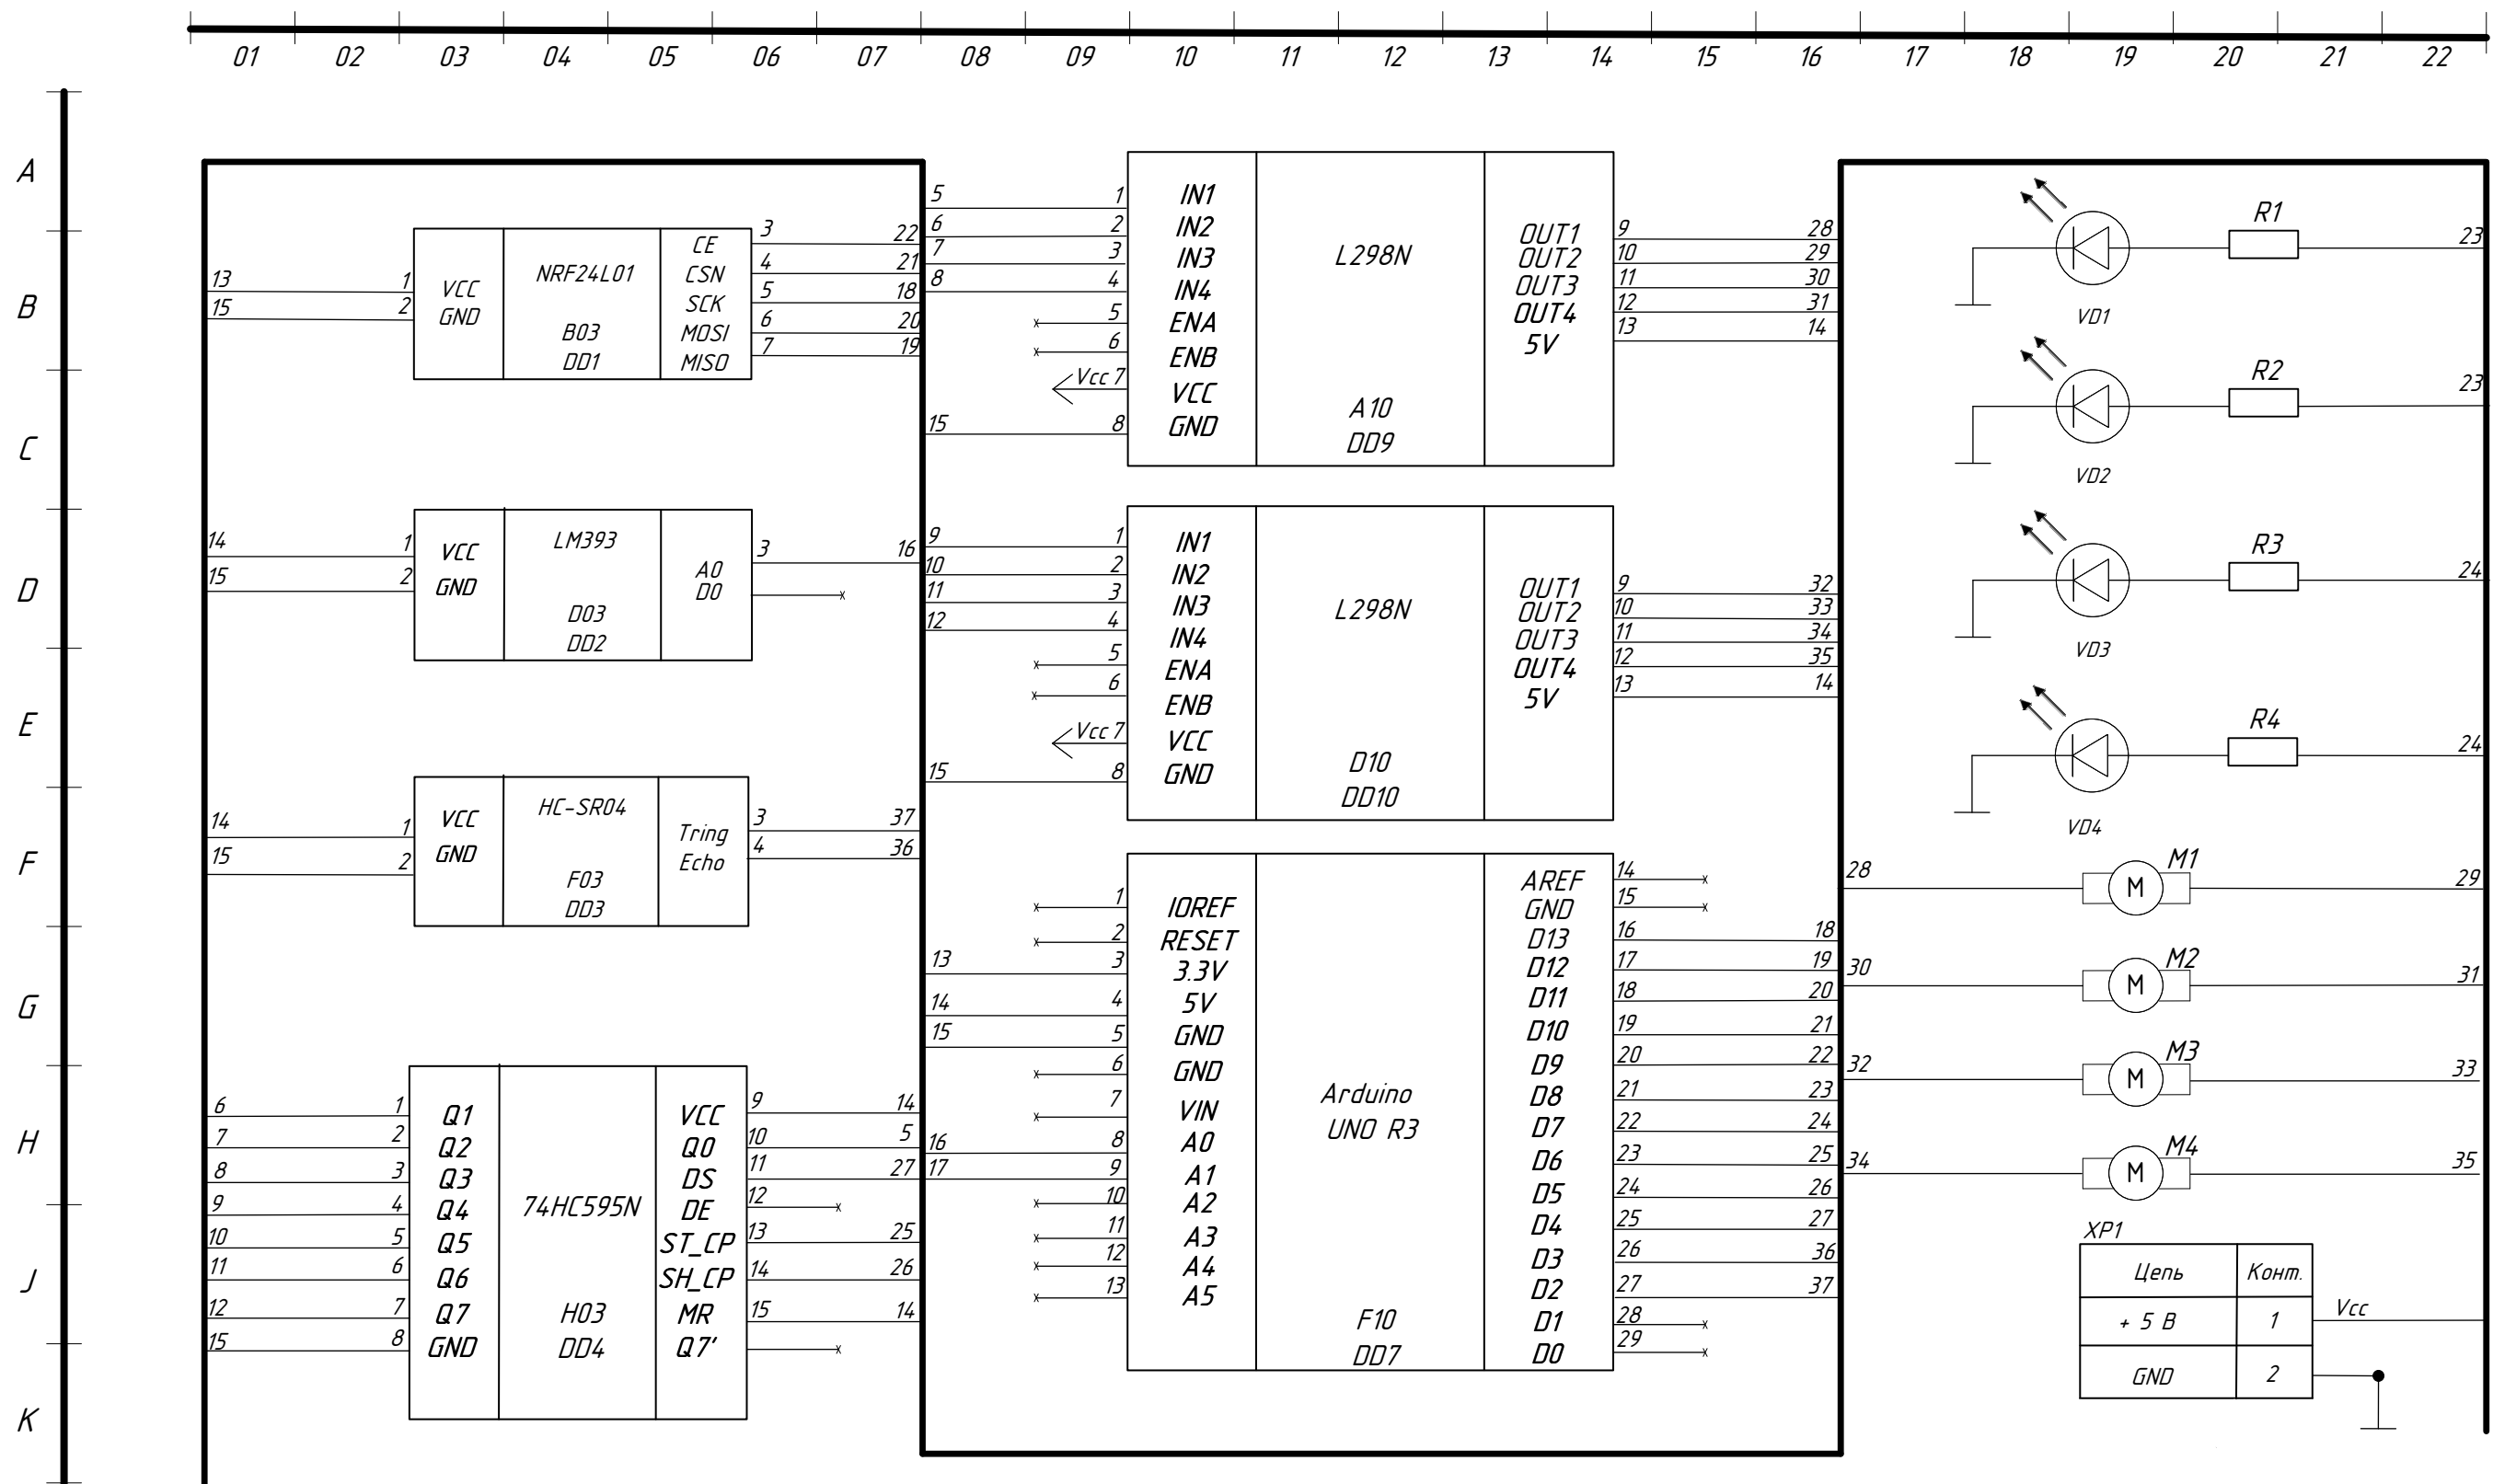 01 02 03 04 05 06 07 08 09 10 11 12 13 14 15 16 17 18 19 20 21 22
A
B
C
D
E
F
G
H
J
K
13 1 VCC
15 2 GND
NRF24L01
B03
DD1
CE 3 22
CSN 4 21
SCK 5 18
MOSI 6 20
MISO 7 19
14 1 VCC
15 2 GND
LM393
D03
DD2
A0 3 16
D0
14 1 VCC
15 2 GND
HC-SR04
F03
DD3
Tring 3 37
Echo 4 36
6 1 Q1
7 2 Q2
8 3 Q3
9 4 Q4
10 5 Q5
11 6 Q6
12 7 Q7
15 8 GND
74HC595N
H03
DD4
VCC 9 14
Q0 10 5
DS 11 27
DE 12
ST_CP 13 25
SH_CP 14 26
MR 15 14
Q7'
5 1 IN1
6 2 IN2
7 3 IN3
8 4 IN4
5 ENA
6 ENB
Vcc 7 VCC
15 8 GND
L298N
A10
DD9
OUT1 9 28
OUT2 10 29
OUT3 11 30
OUT4 12 31
5V 13 14
9 1 IN1
10 2 IN2
11 3 IN3
12 4 IN4
5 ENA
6 ENB
Vcc 7 VCC
15 8 GND
L298N
D10
DD10
OUT1 9 32
OUT2 10 33
OUT3 11 34
OUT4 12 35
5V 13 14
1 IOREF
2 RESET
13 3 3.3V
14 4 5V
15 5 GND
6 GND
7 VIN
16 8 A0
17 9 A1
10 A2
11 A3
12 A4
13 A5
Arduino
UNO R3
F10
DD7
AREF 14
GND 15
D13 16 18
D12 17 19
D11 18 20
D10 19 21
D9 20 22
D8 21 23
D7 22 24
D6 23 25
D5 24 26
D4 25 27
D3 26 36
D2 27 37
D1 28
D0 29
R1 23
VD1
R2 23
VD2
R3 24
VD3
R4 24
VD4
28 M M1 29
30 M M2 31
32 M M3 33
34 M M4 35
XP1
Цепь Конт.
+ 5 В 1 Vcc
GND 2